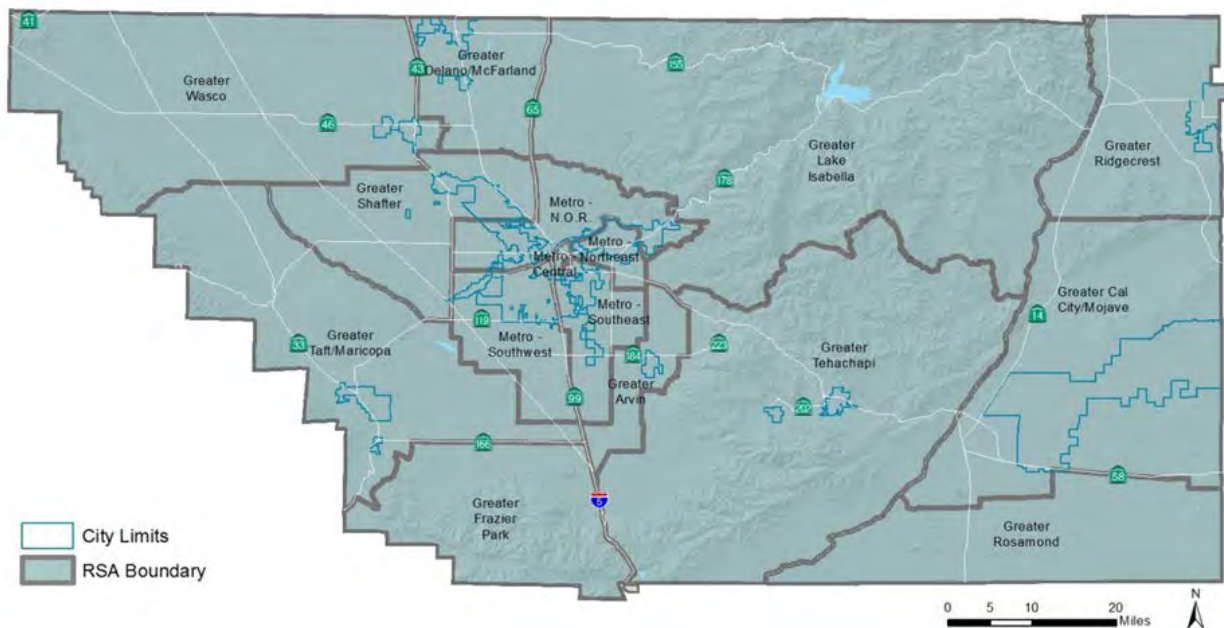 41
43
Greater
Delano/McFarland
155
Greater
Wasco
65
46
Greater
Lake
Isabella
Greater
Ridgecrest
178
Greater
Shafter
Metro -
N.O.R.
Metro -
Northeast
Metro -
Central
Metro -
Southeast
119
Greater Cal
City/Mojave
14
33
Greater
Taft/Maricopa
Metro -
Southwest
184
223
Greater
Tehachapi
Greater
Arvin
99
202
166
58
5
Greater
Frazier
Park
Greater
Rosamond
City Limits
RSA Boundary
N
0 5 10 20
Miles